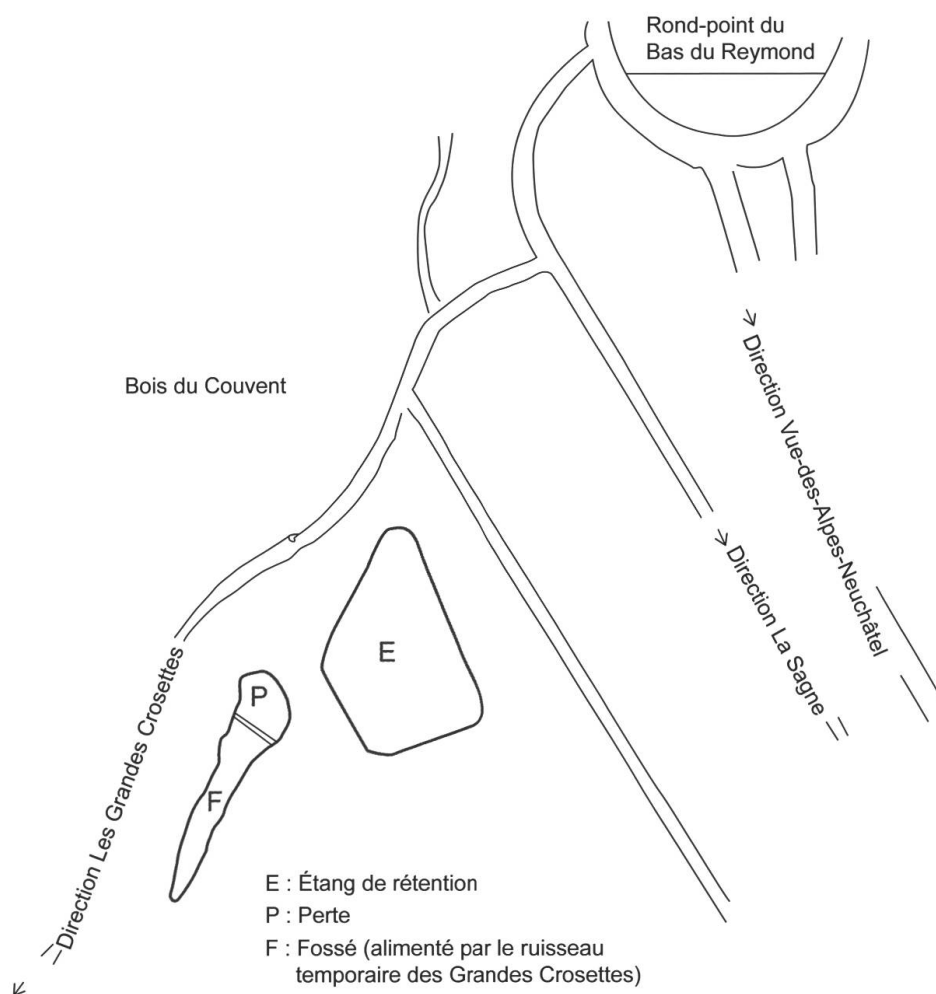 Rond-point du
Bas du Reymond
Direction Vue-des-Alpes-Neuchâtel
Bois du Couvent
Direction La Sagne
E
P
F
Direction Les Grandes Crosettes
E : Étang de rétention
P : Perte
F : Fossé (alimenté par le ruisseau
temporaire des Grandes Crosettes)